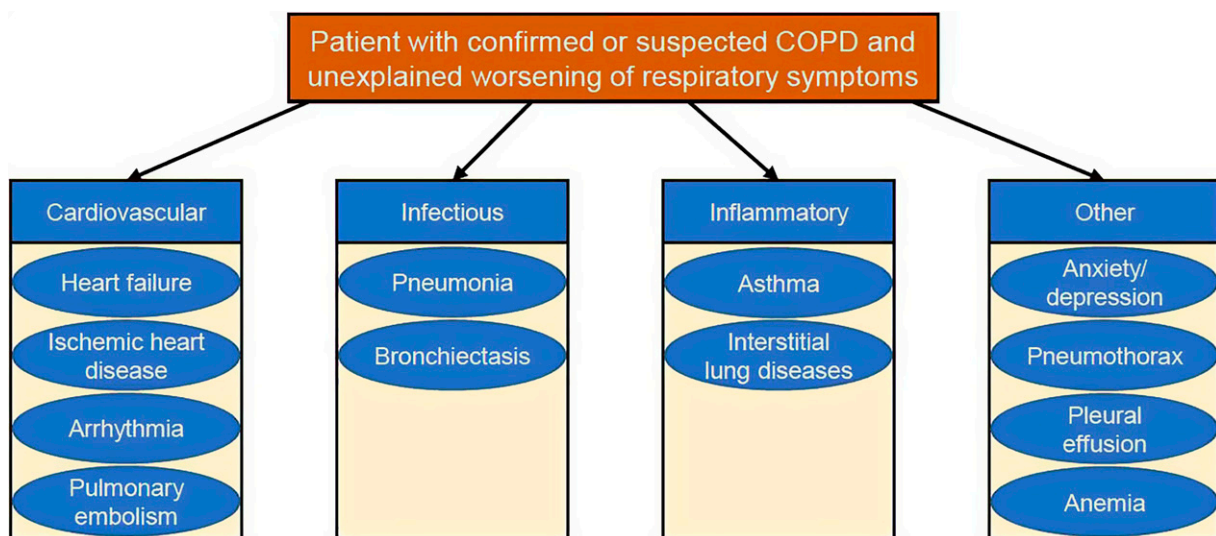 Patient with confirmed or suspected COPD and
unexplained worsening of respiratory symptoms
Cardiovascular
Heart failure
Ischemic heart
disease
Arrhythmia
Pulmonary
embolism
Infectious
Pneumonia
Bronchiectasis
Inflammatory
Asthma
Interstitial
lung diseases
Other
Anxiety/
depression
Pneumothorax
Pleural
effusion
Anemia